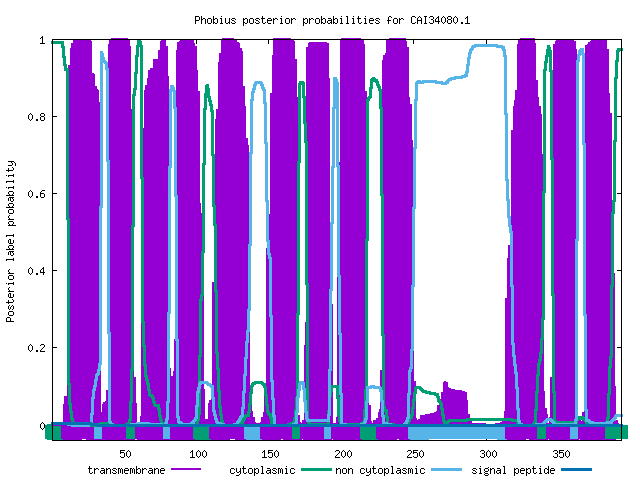 Phobius posterior probabilities for CAI34080.1
Posterior label probability
1
0.8
0.6
0.4
0.2
0
50 100 150 200 250 300 350
transmembrane cytoplasmic non cytoplasmic signal peptide